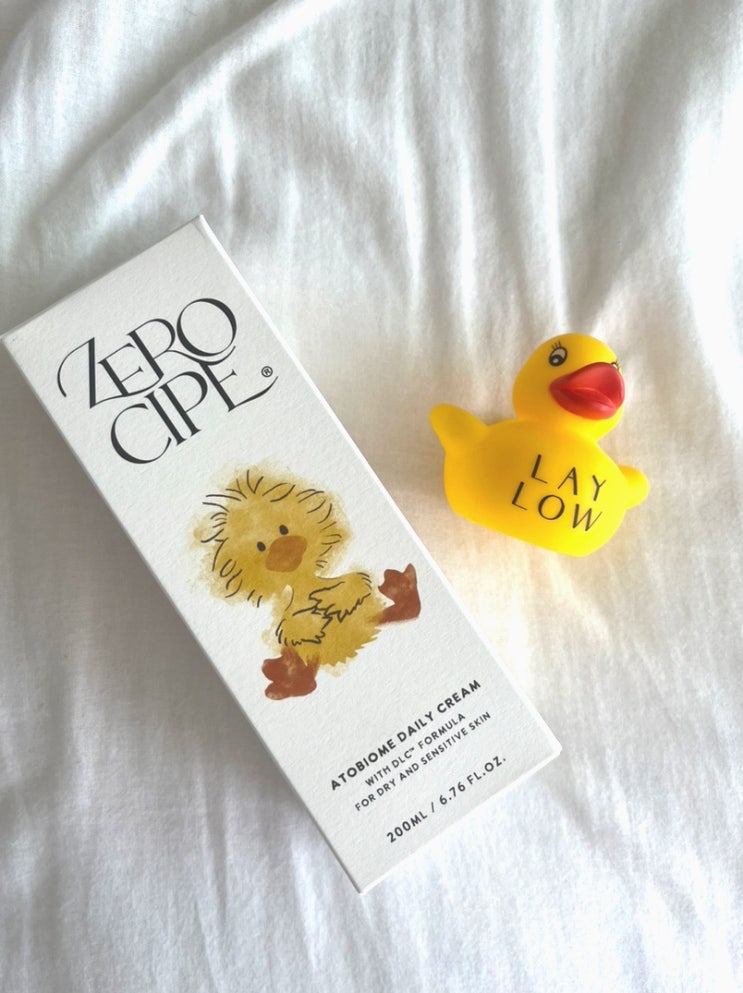 ZERO
CIPE®
ATOBIOME DAILY CREAM
WITH DLC™ FORMULA
FOR DRY AND SENSITIVE SKIN
200ML / 6.76 FL.OZ.
LAY
LOW